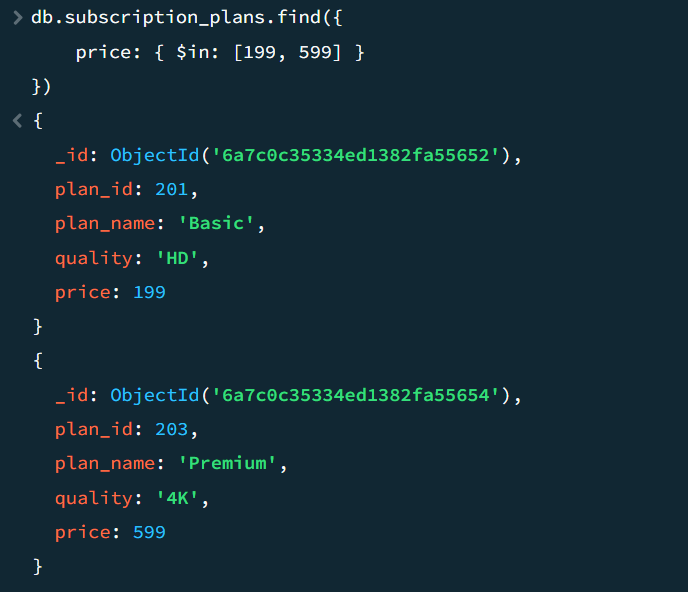 db.subscription_plans.find({
    price: { $in: [199, 599] }
})
{
  _id: ObjectId('6a7c0c35334ed1382fa55652'),
  plan_id: 201,
  plan_name: 'Basic',
  quality: 'HD',
  price: 199
}
{
  _id: ObjectId('6a7c0c35334ed1382fa55654'),
  plan_id: 203,
  plan_name: 'Premium',
  quality: '4K',
  price: 599
}